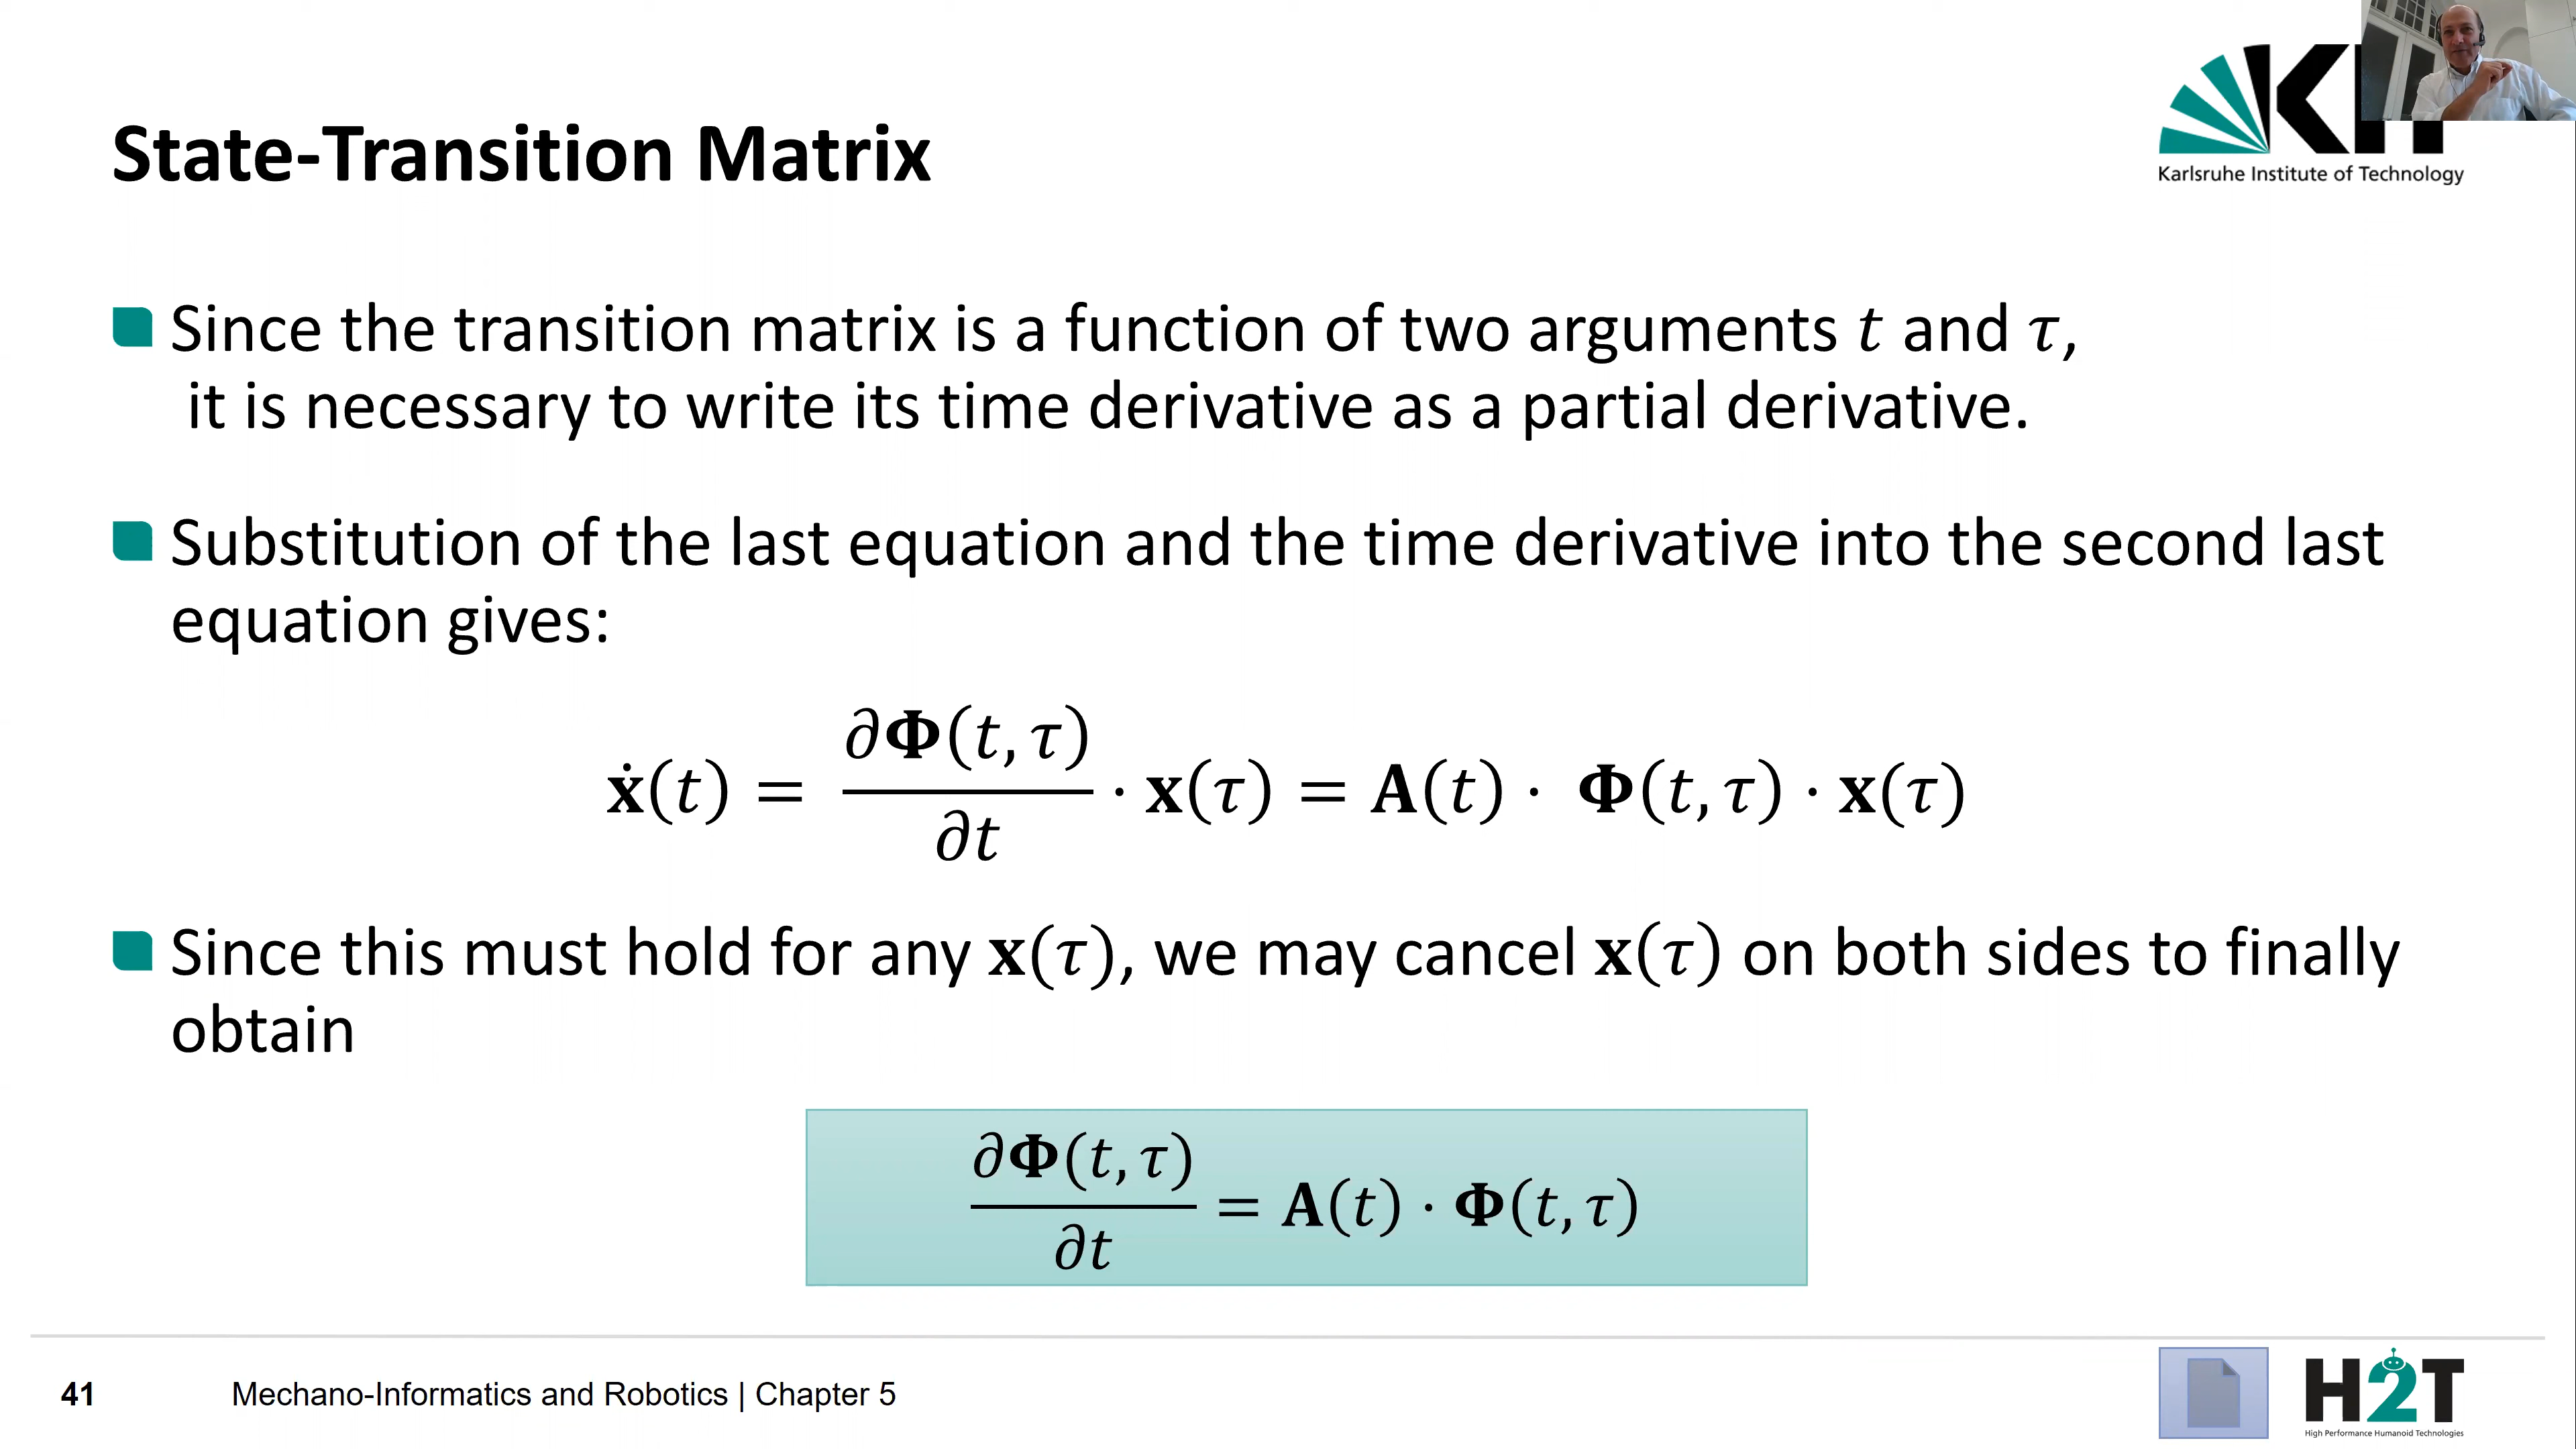 State-Transition Matrix
Karlsruhe Institute of Technology
Since the transition matrix is a function of two arguments t and τ,
it is necessary to write its time derivative as a partial derivative.
Substitution of the last equation and the time derivative into the second last
equation gives:
ẋ(t) = ∂Φ(t, τ)/∂t · x(τ) = A(t) · Φ(t, τ) · x(τ)
Since this must hold for any x(τ), we may cancel x(τ) on both sides to finally
obtain
∂Φ(t, τ)/∂t = A(t) · Φ(t, τ)
41 Mechano-Informatics and Robotics | Chapter 5
H2T
High Performance Humanoid Technologies